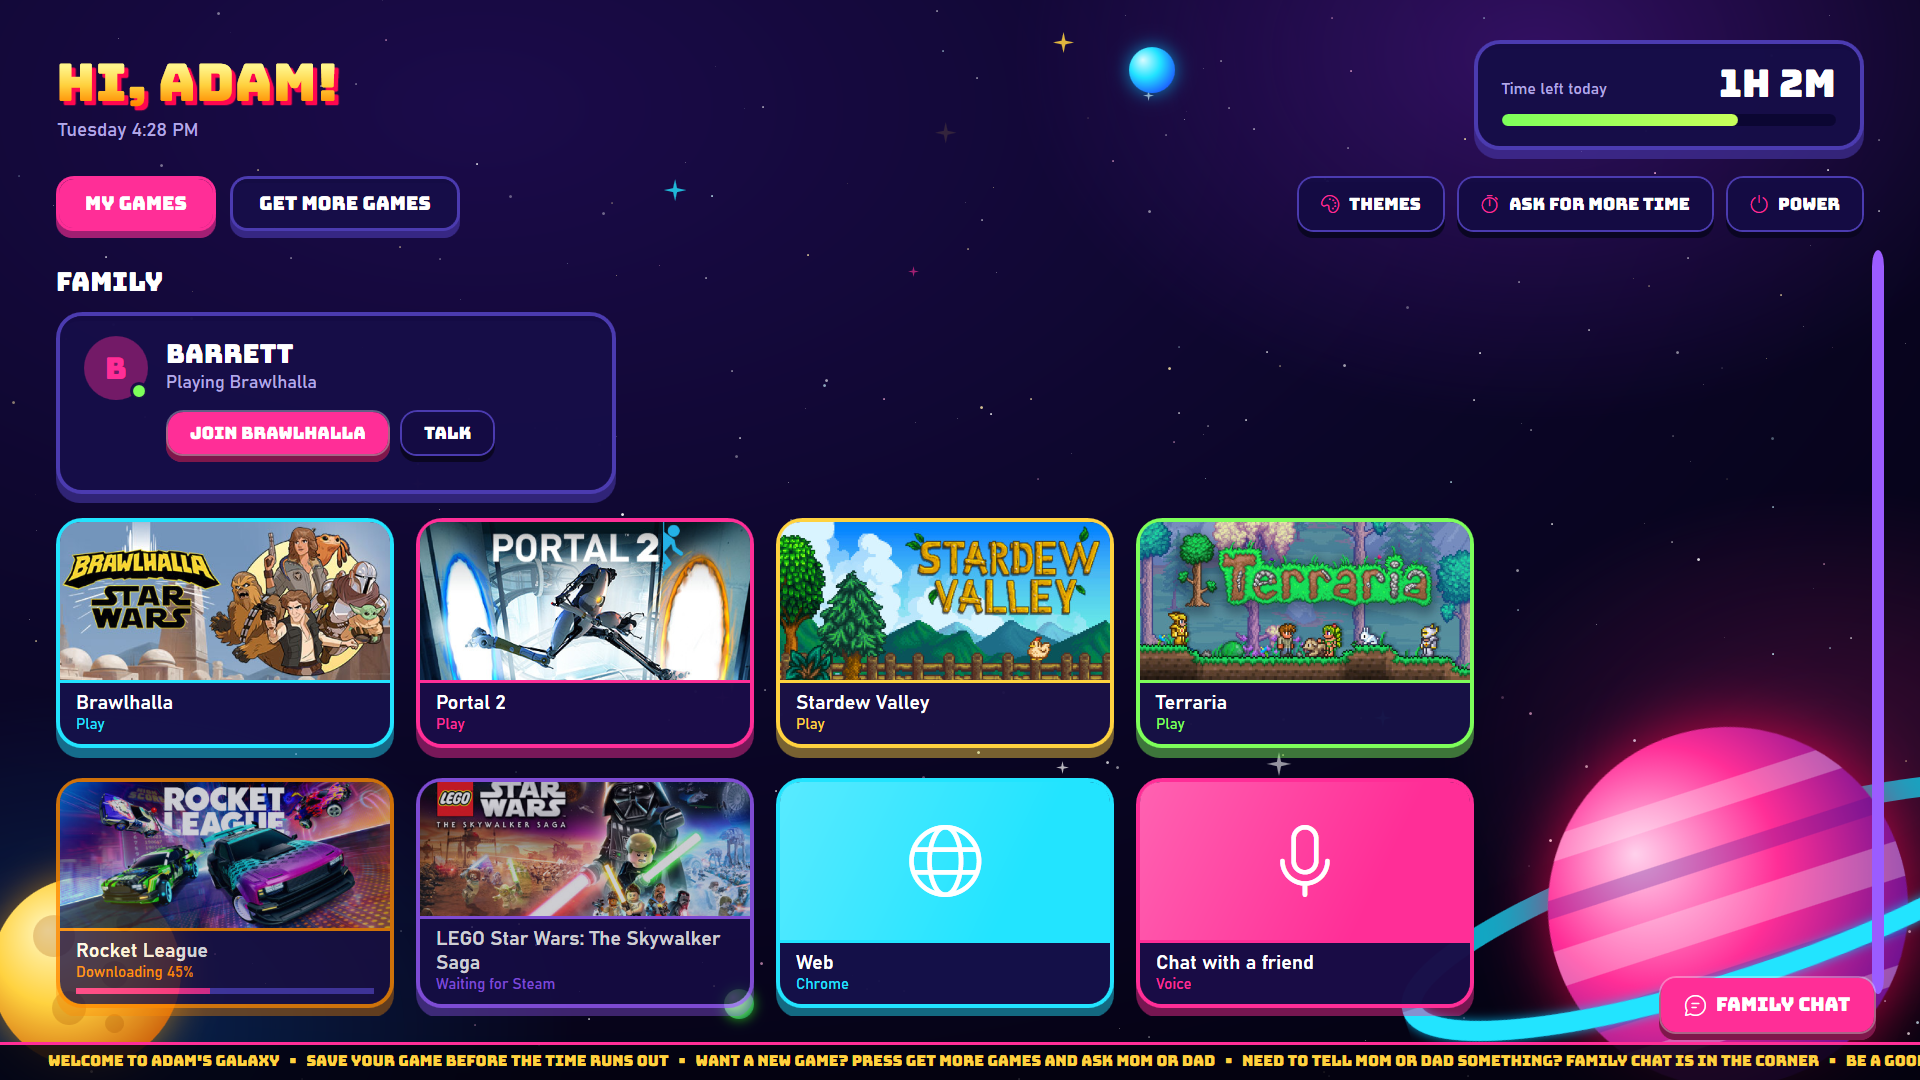 HI, ADAM!
Tuesday 4:28 PM
Time left today
1H 2M
MY GAMES
GET MORE GAMES
THEMES
ASK FOR MORE TIME
POWER
FAMILY
B
BARRETT
Playing Brawlhalla
JOIN BRAWLHALLA
TALK
BRAWLHALLA
STAR
WARS
PORTAL 2
STARDEW
VALLEY
Terraria
Brawlhalla
Play
Portal 2
Play
Stardew Valley
Play
Terraria
Play
ROCKET
LEAGUE
LEGO STAR
WARS
THE SKYWALKER SAGA
Rocket League
Downloading 45%
LEGO Star Wars: The Skywalker
Saga
Waiting for Steam
Web
Chrome
Chat with a friend
Voice
FAMILY CHAT
WELCOME TO ADAM'S GALAXY ▪ SAVE YOUR GAME BEFORE THE TIME RUNS OUT ▪ WANT A NEW GAME? PRESS GET MORE GAMES AND ASK MOM OR DAD ▪ NEED TO TELL MOM OR DAD SOMETHING? FAMILY CHAT IS IN THE CORNER ▪ BE A